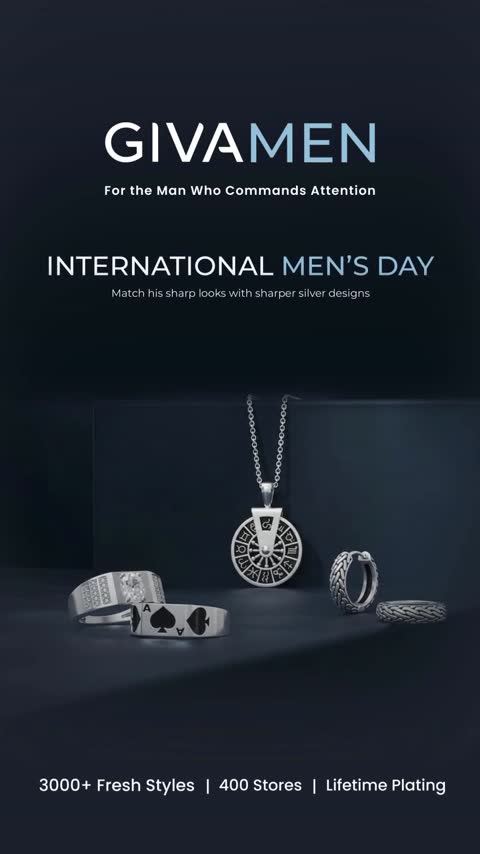 GIVAMEN
For the Man Who Commands Attention
INTERNATIONAL MEN'S DAY
Match his sharp looks with sharper silver designs
A
A
3000+ Fresh Styles | 400 Stores | Lifetime Plating